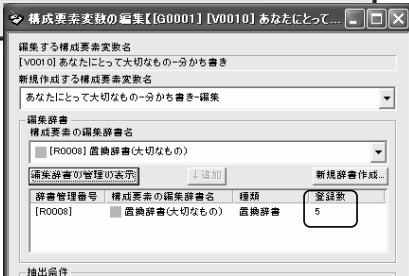 構成要素変数の編集【[G0001] [V0010] あなたにとって...
編集する構成要素変数名
[V0010] あなたにとって大切なもの-分かち書き
新規作成する構成要素変数名
あなたにとって大切なもの-分かち書き-編集
編集辞書
構成要素の編集辞書名
[R0008] 置換辞書(大切なもの)
編集辞書の管理の表示 ↓追加 新規辞書作成...
辞書管理番号 構成要素の編集辞書名 種類 登録数
[R0008] 置換辞書(大切なもの) 置換辞書 5
抽出条件